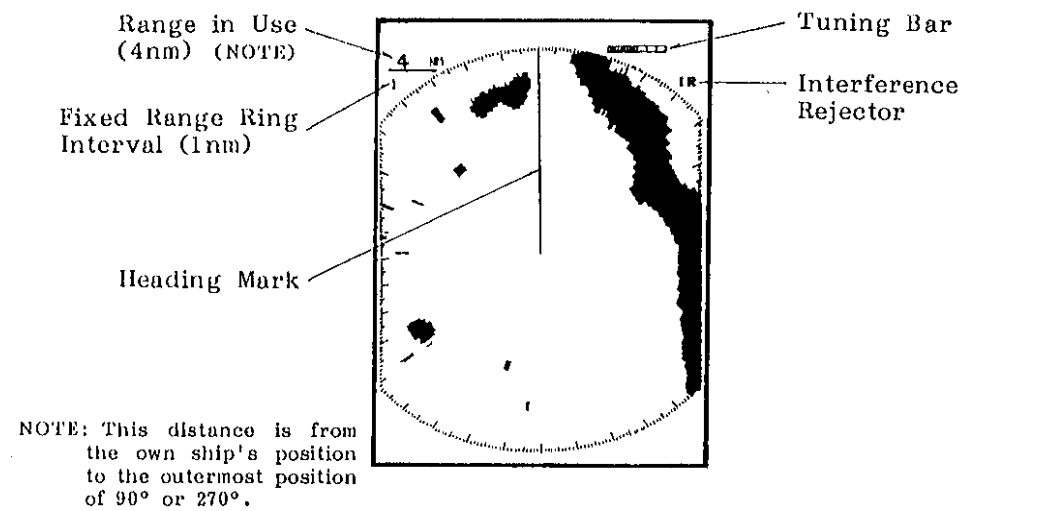 Range in Use
(4nm) (NOTE)
Tuning Bar
4 NM
1
IR
Interference
Rejector
Fixed Range Ring
Interval (1nm)
Heading Mark
NOTE: This distance is from
the own ship's position
to the outermost position
of 90° or 270°.